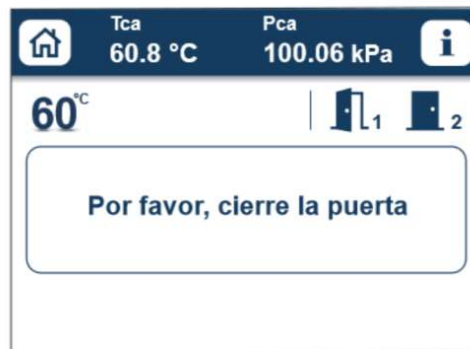 Tca Pca
60.8 °C 100.06 kPa i
60°C 1 2
Por favor, cierre la puerta